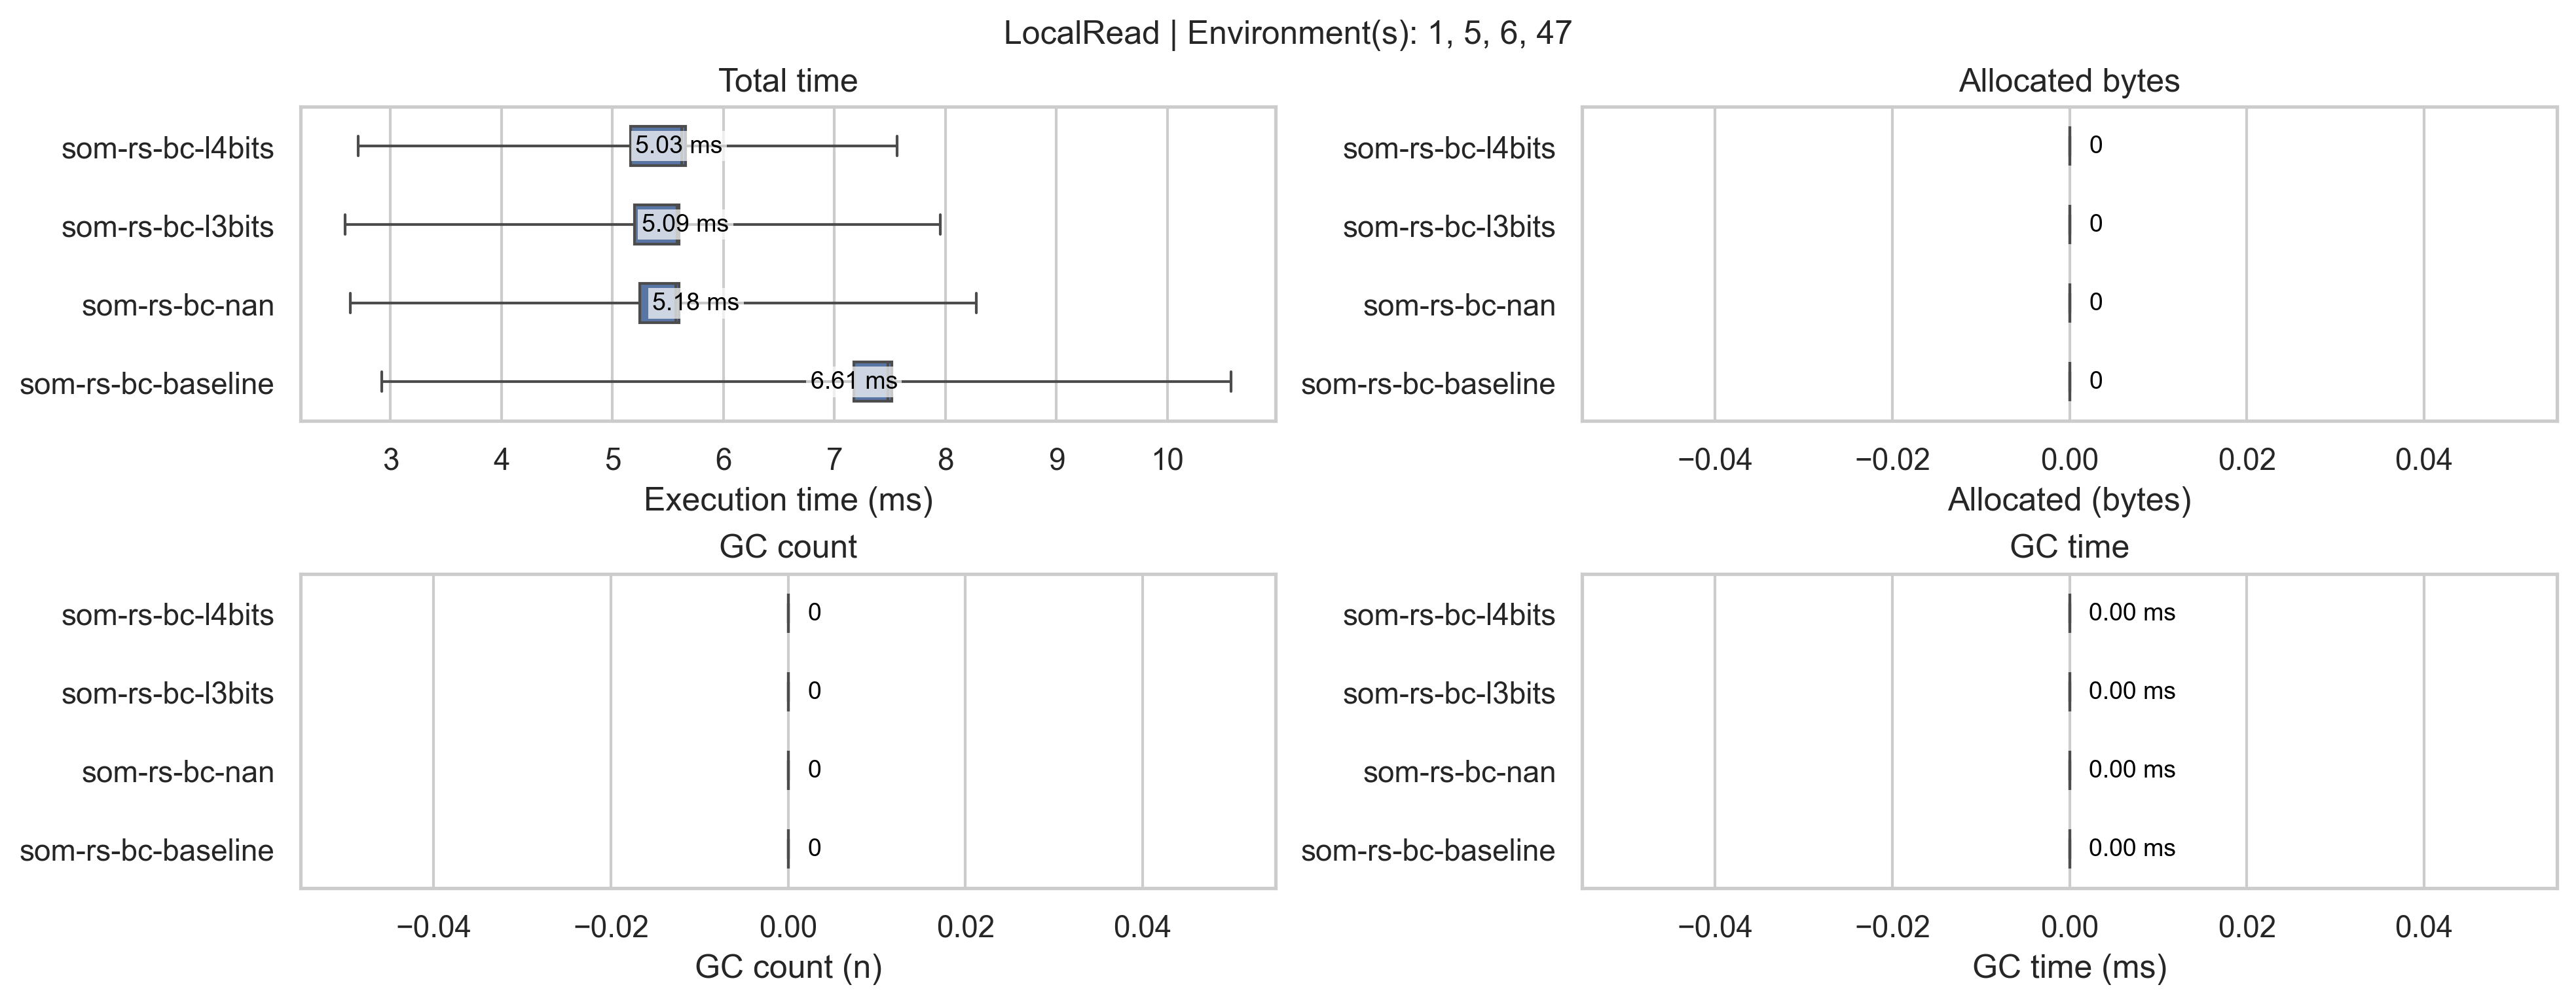 LocalRead | Environment(s): 1, 5, 6, 47
Total time
som-rs-bc-l4bits
5.03 ms
som-rs-bc-l3bits
5.09 ms
som-rs-bc-nan
5.18 ms
som-rs-bc-baseline
6.61 ms
3 4 5 6 7 8 9 10
Execution time (ms)
Allocated bytes
som-rs-bc-l4bits
0
som-rs-bc-l3bits
0
som-rs-bc-nan
0
som-rs-bc-baseline
0
−0.04 −0.02 0.00 0.02 0.04
Allocated (bytes)
GC count
som-rs-bc-l4bits
0
som-rs-bc-l3bits
0
som-rs-bc-nan
0
som-rs-bc-baseline
0
−0.04 −0.02 0.00 0.02 0.04
GC count (n)
GC time
som-rs-bc-l4bits
0.00 ms
som-rs-bc-l3bits
0.00 ms
som-rs-bc-nan
0.00 ms
som-rs-bc-baseline
0.00 ms
−0.04 −0.02 0.00 0.02 0.04
GC time (ms)